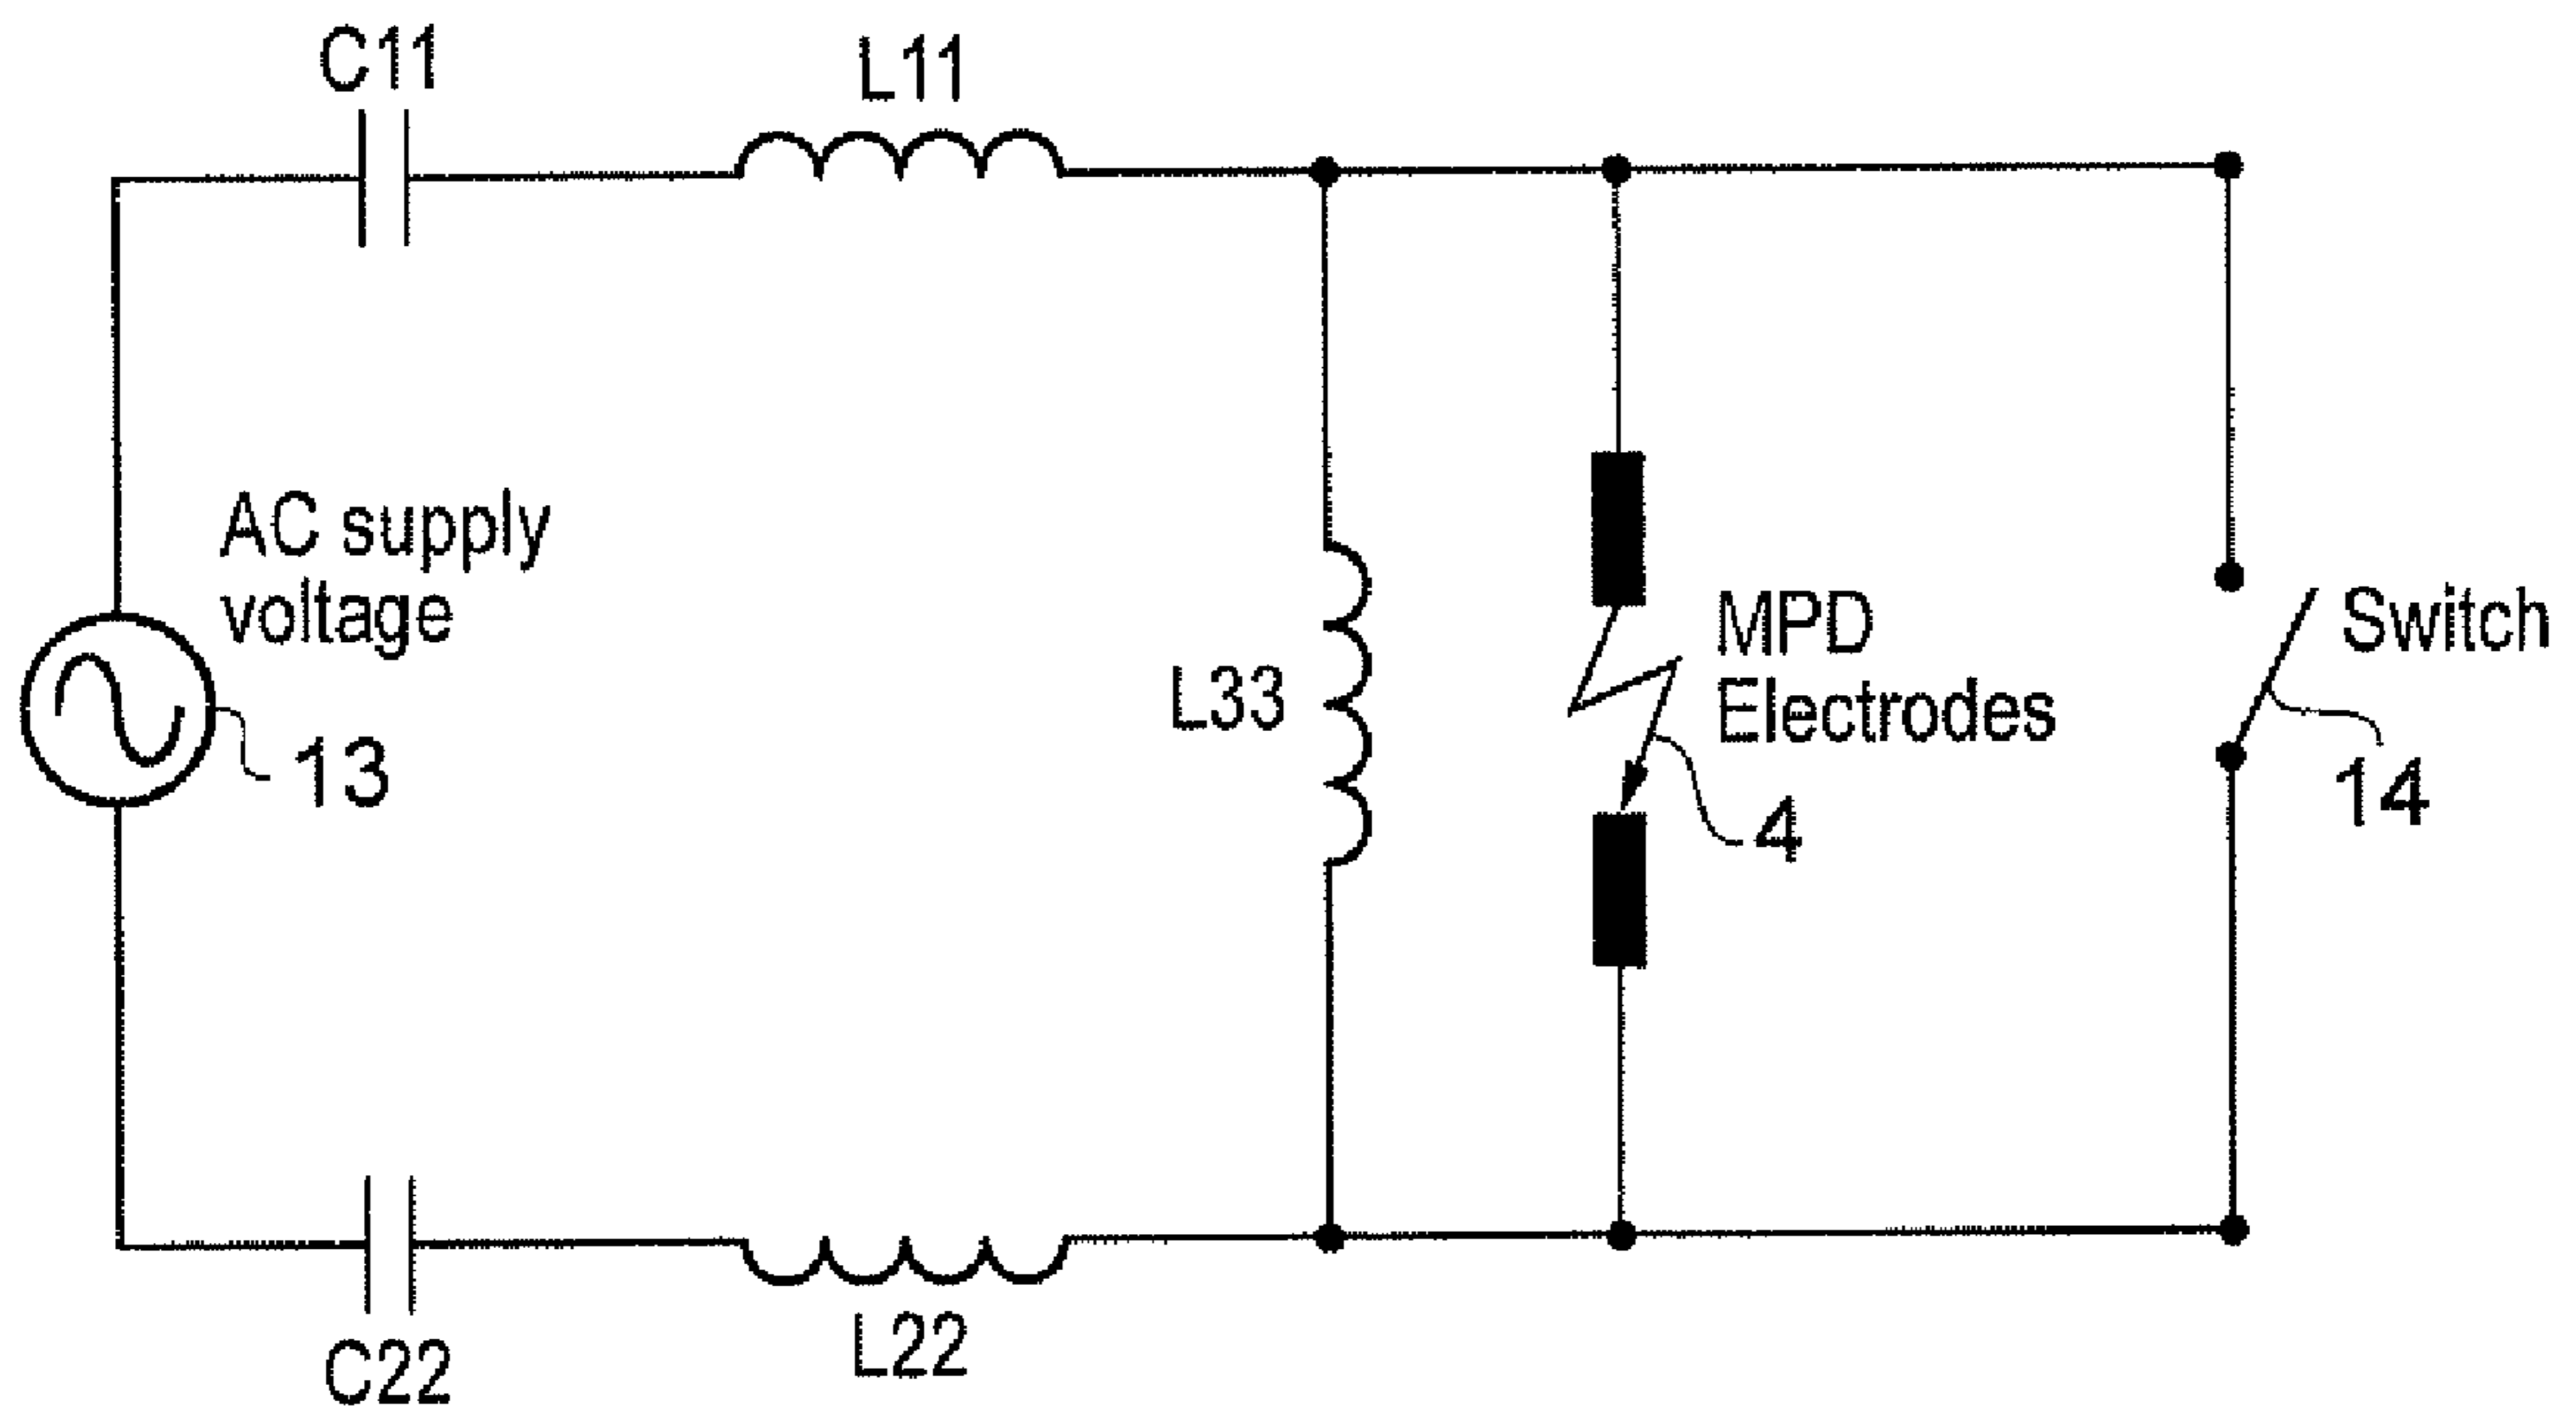 C11
L11
AC supply
voltage
13
L33
MPD
Electrodes
4
Switch
14
L22
C22